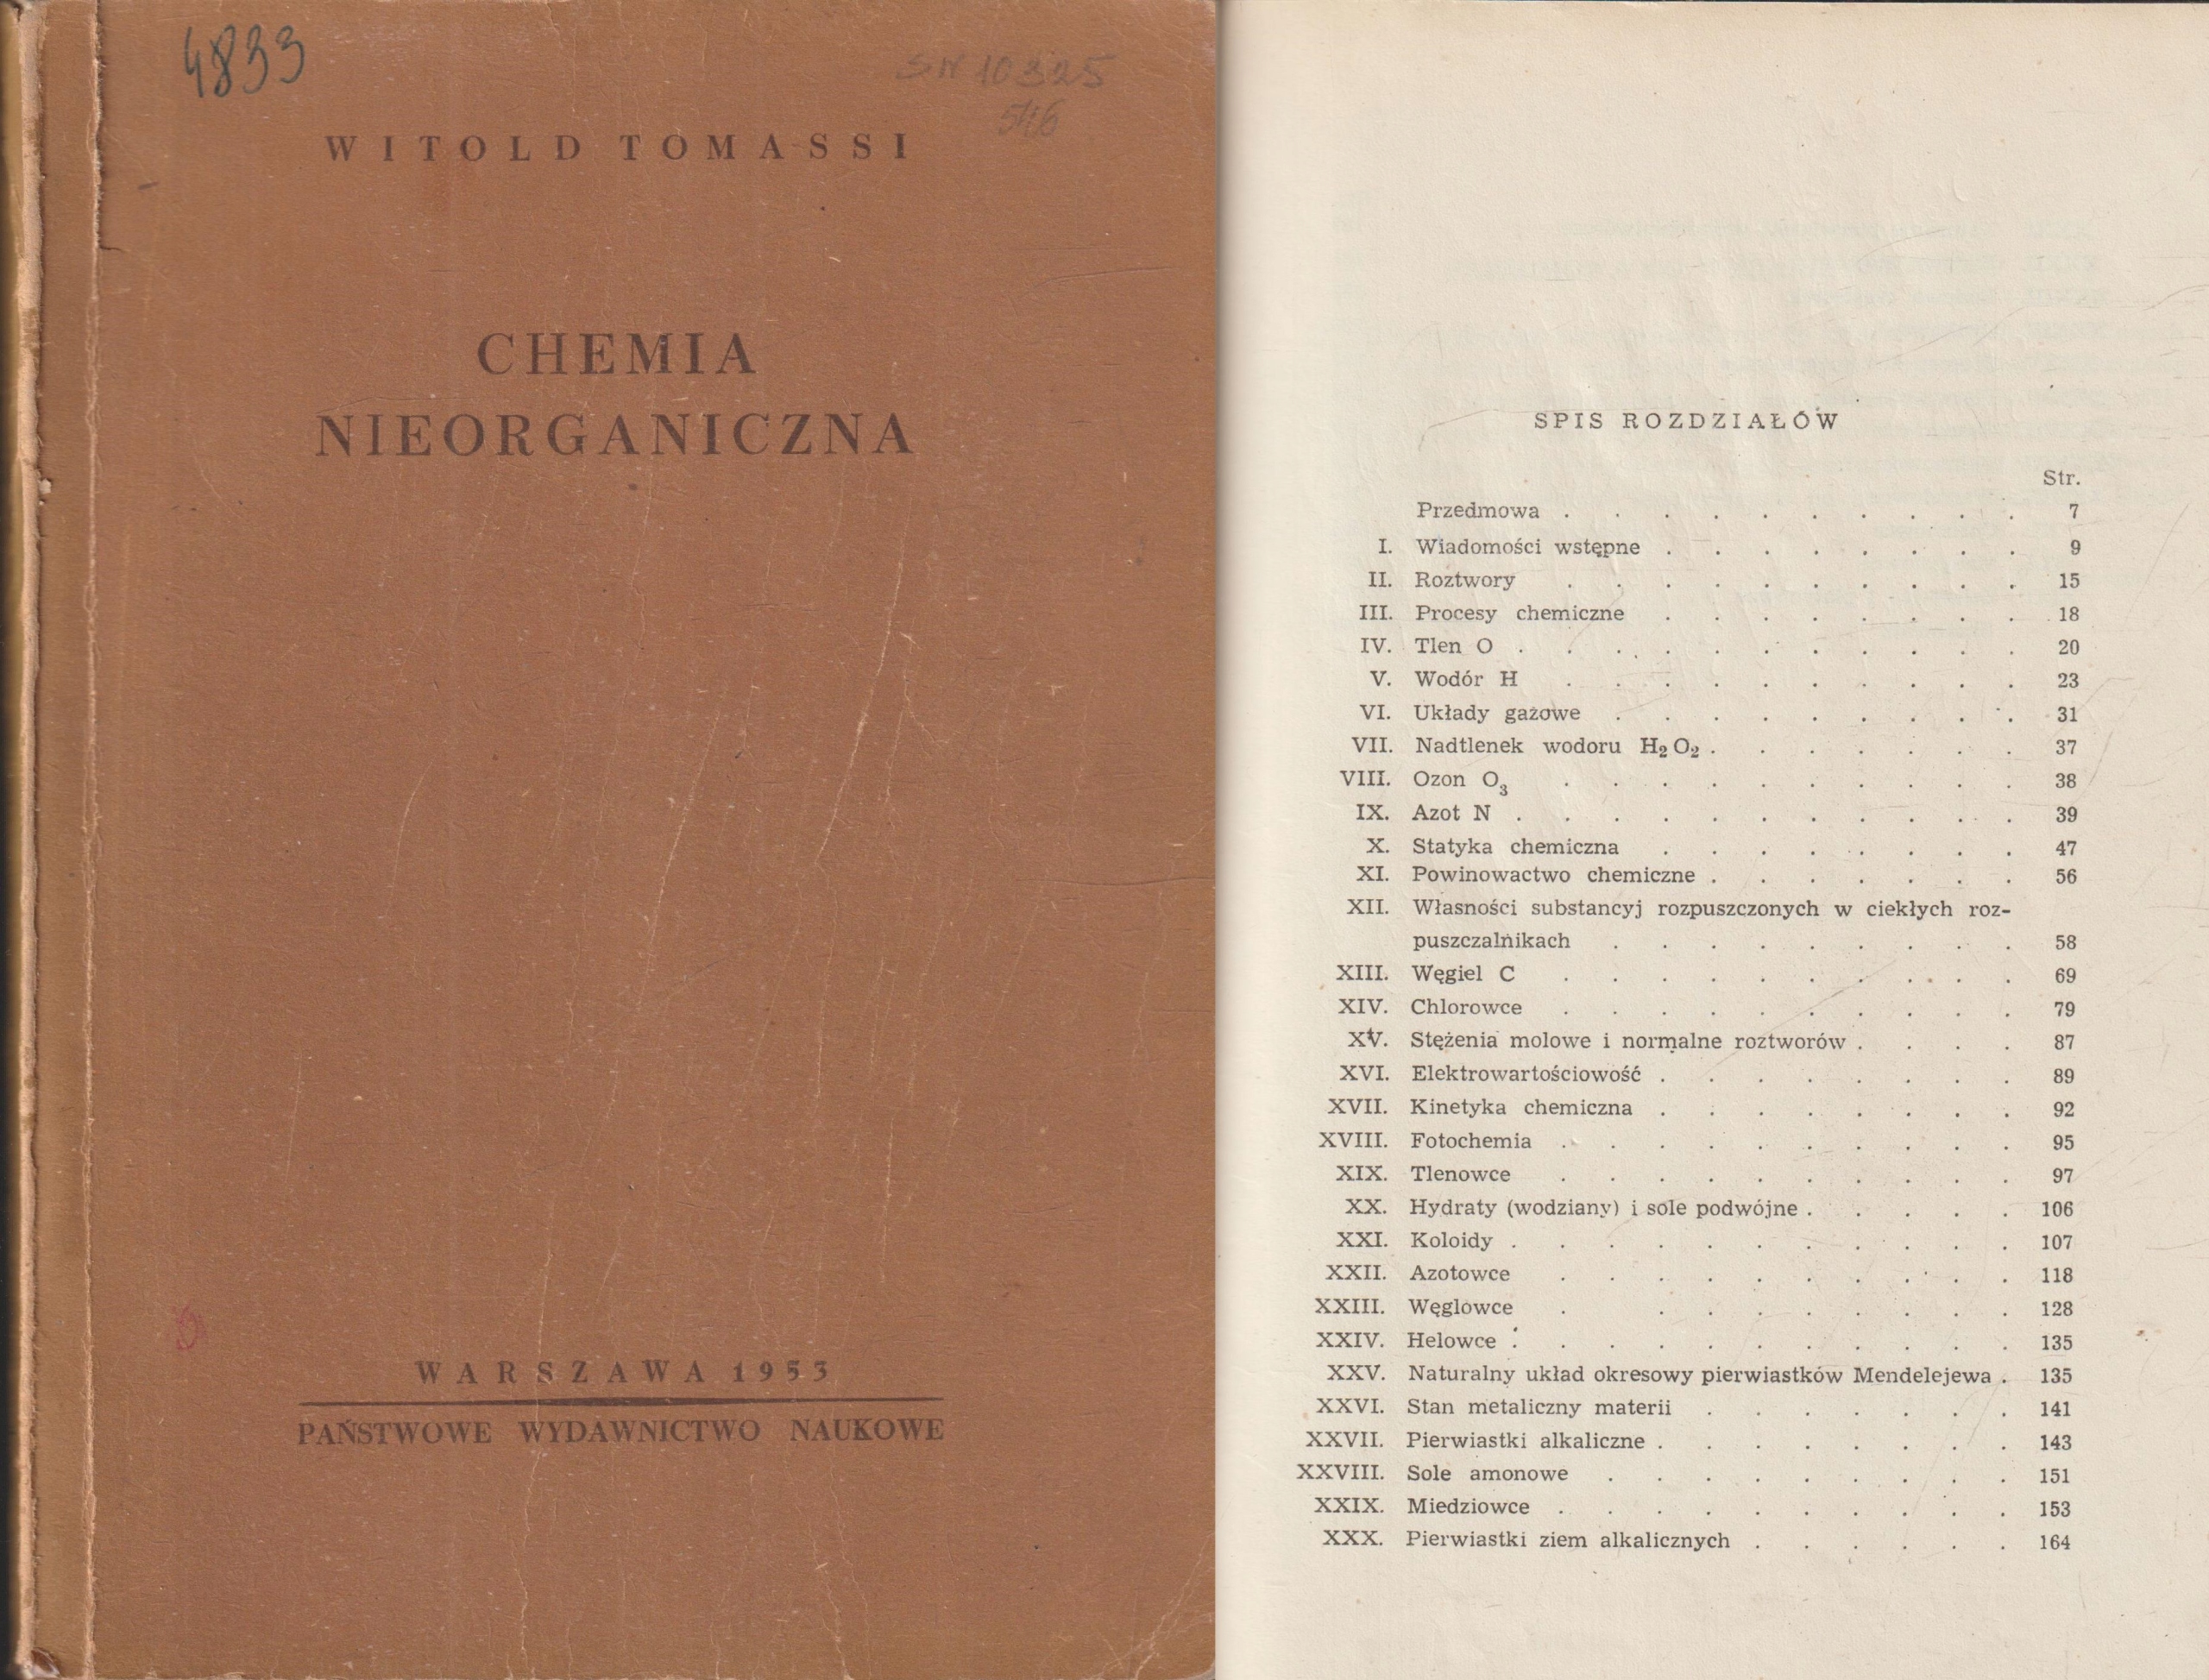 4833
SN 10325
546
WITOLD TOMASSI
CHEMIA
NIEORGANICZNA
WARSZAWA 1953
PAŃSTWOWE WYDAWNICTWO NAUKOWE
SPIS ROZDZIAŁÓW
Str.
Przedmowa . . . . . . . . . . 7
I. Wiadomości wstępne . . . . . . . . 9
II. Roztwory . . . . . . . . . . 15
III. Procesy chemiczne . . . . . . . . 18
IV. Tlen O . . . . . . . . . . . 20
V. Wodór H . . . . . . . . . . 23
VI. Układy gazowe . . . . . . . . . 31
VII. Nadtlenek wodoru H₂O₂ . . . . . . . 37
VIII. Ozon O₃ . . . . . . . . . . 38
IX. Azot N . . . . . . . . . . . 39
X. Statyka chemiczna . . . . . . . . 47
XI. Powinowactwo chemiczne . . . . . . . 56
XII. Własności substancyj rozpuszczonych w ciekłych roz-
puszczalnikach . . . . . . . . . 58
XIII. Węgiel C . . . . . . . . . . 69
XIV. Chlorowce . . . . . . . . . . 79
XV. Stężenia molowe i normalne roztworów . . . . 87
XVI. Elektrowartościowość . . . . . . . . 89
XVII. Kinetyka chemiczna . . . . . . . . 92
XVIII. Fotochemia . . . . . . . . . . 95
XIX. Tlenowce . . . . . . . . . . 97
XX. Hydraty (wodziany) i sole podwójne . . . . . 106
XXI. Koloidy . . . . . . . . . . . 107
XXII. Azotowce . . . . . . . . . . 118
XXIII. Węglowce . . . . . . . . . 128
XXIV. Helowce . . . . . . . . . . . 135
XXV. Naturalny układ okresowy pierwiastków Mendelejewa . 135
XXVI. Stan metaliczny materii . . . . . . . 141
XXVII. Pierwiastki alkaliczne . . . . . . . . 143
XXVIII. Sole amonowe . . . . . . . . . 151
XXIX. Miedziowce . . . . . . . . . . 153
XXX. Pierwiastki ziem alkalicznych . . . . . . 164